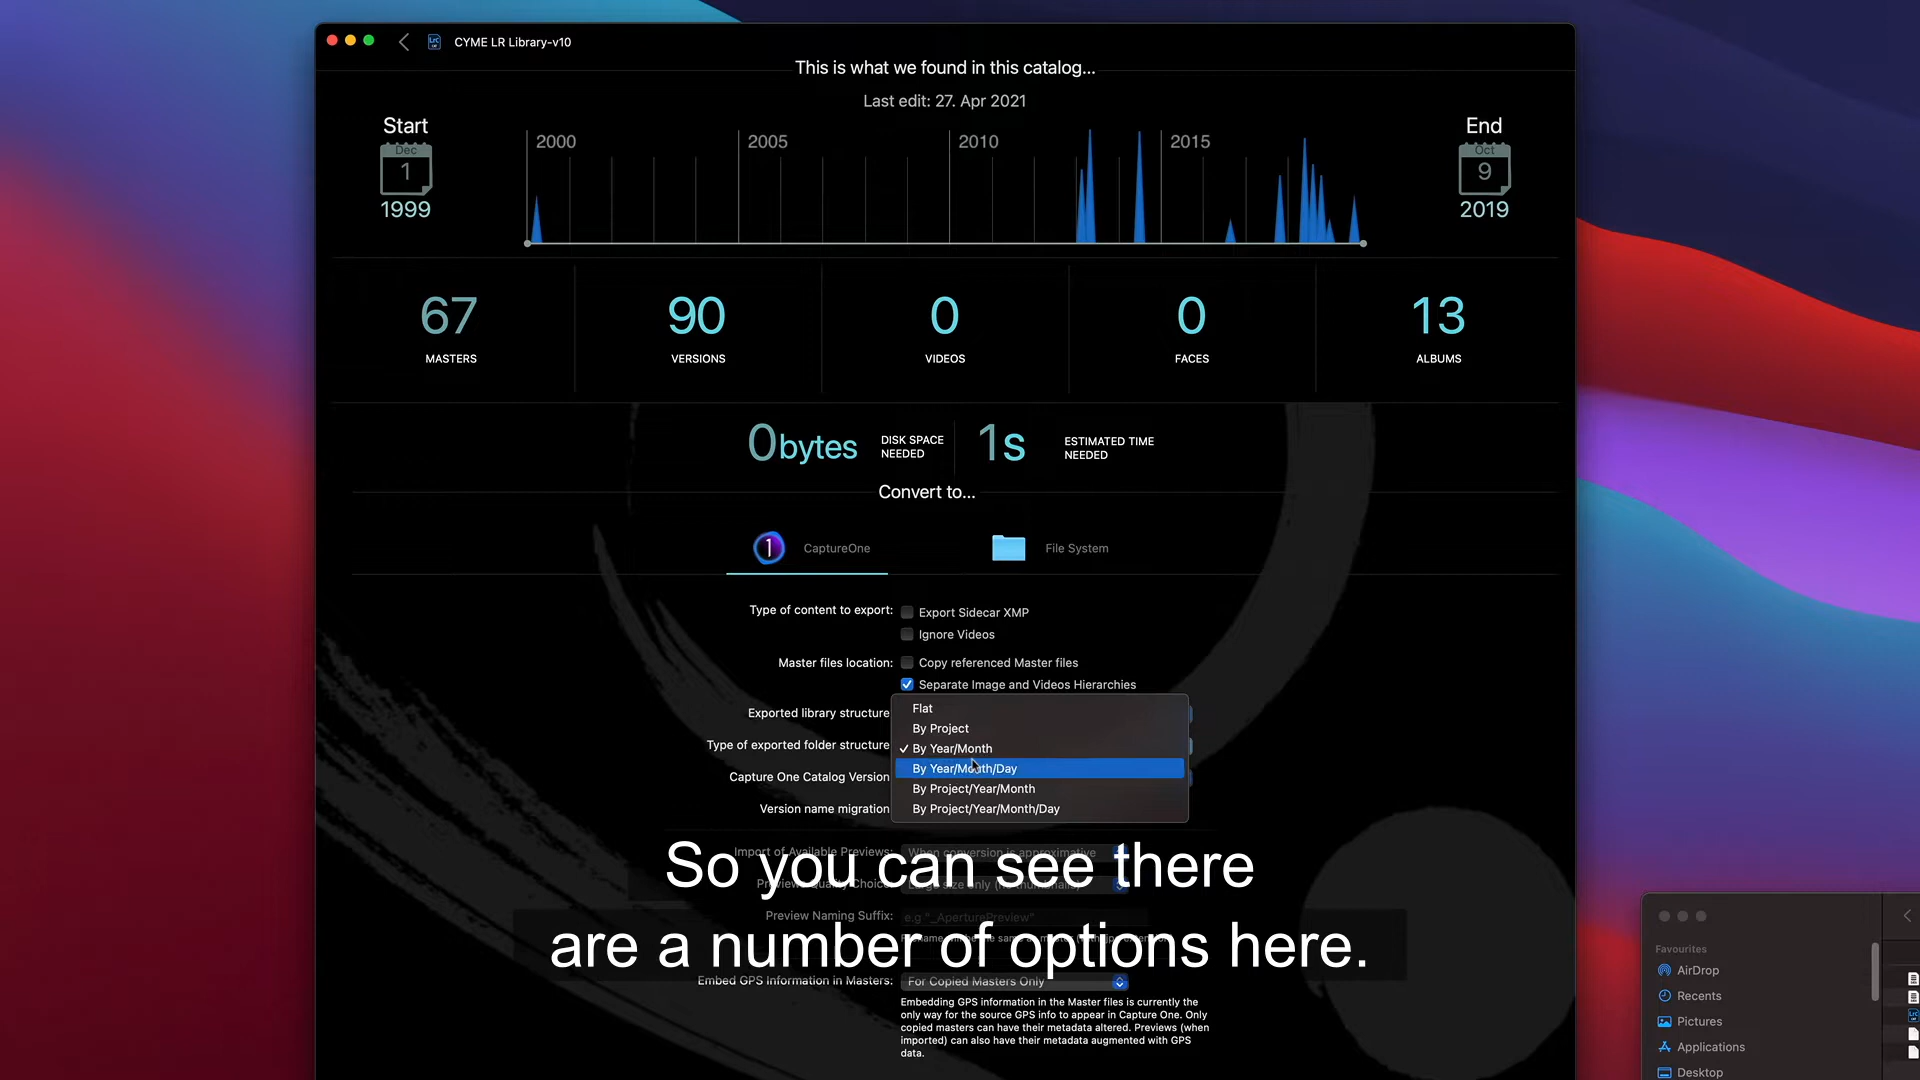 CYME LR Library-v10
This is what we found in this catalog...
Last edit: 27. Apr 2021
Start
Dec
1
1999
2000
2005
2010
2015
End
Oct
9
2019
67
MASTERS
90
VERSIONS
0
VIDEOS
0
FACES
13
ALBUMS
0bytes
DISK SPACE
NEEDED
1s
ESTIMATED TIME
NEEDED
Convert to...
CaptureOne
File System
Type of content to export:
Export Sidecar XMP
Ignore Videos
Master files location:
Copy referenced Master files
Separate Image and Videos Hierarchies
Exported library structure
Type of exported folder structure
Capture One Catalog Version
Version name migration
Flat
By Project
✓ By Year/Month
By Year/Month/Day
By Project/Year/Month
By Project/Year/Month/Day
Import of Available Previews:
When conversion is approximative
So you can see there
Preview Naming Suffix:
e.g "_AperturePreview"
are a number of options here.
Embed GPS Information in Masters:
For Copied Masters Only
Embedding GPS information in the Master files is currently the
only way for the source GPS info to appear in Capture One. Only
copied masters can have their metadata altered. Previews (when
imported) can also have their metadata augmented with GPS
data.
Favourites
AirDrop
Recents
Pictures
Applications
Desktop